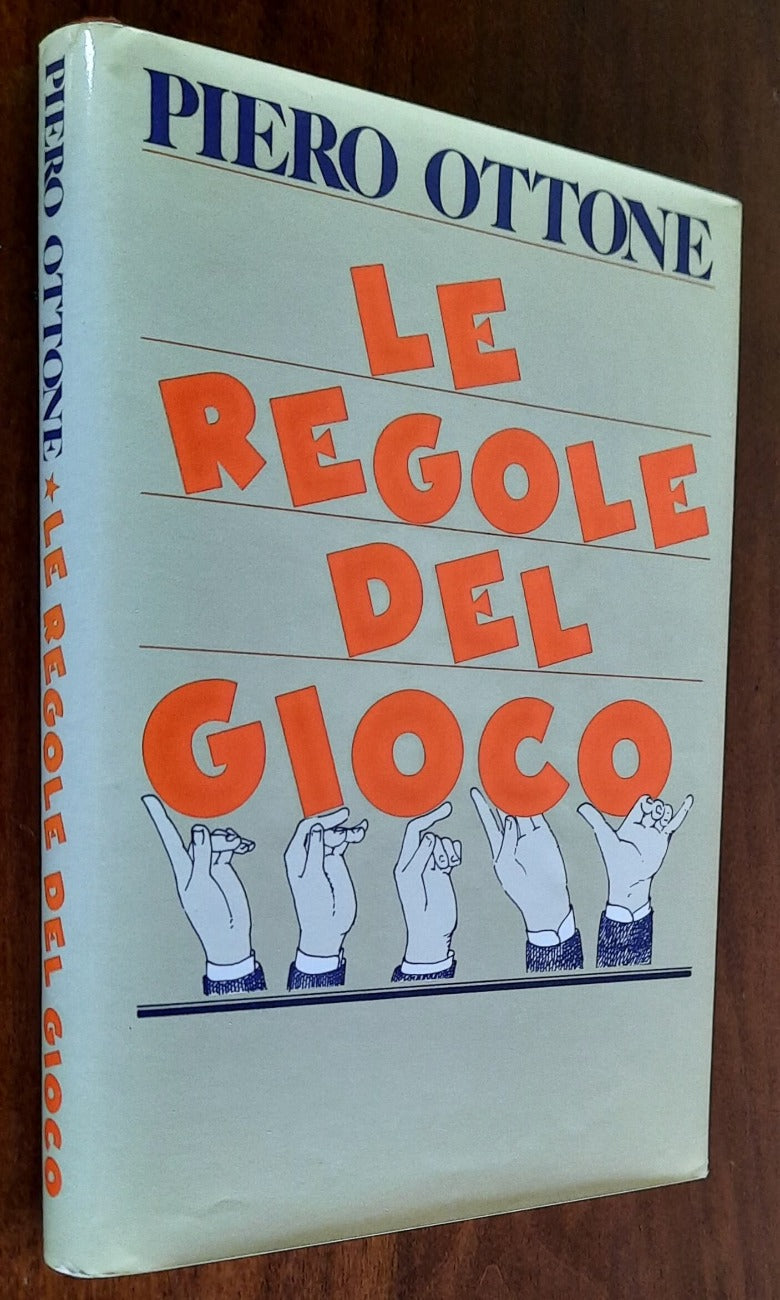 PIERO OTTONE
LE
REGOLE
DEL
GIOCO
PIERO OTTONE ★ LE REGOLE DEL GIOCO